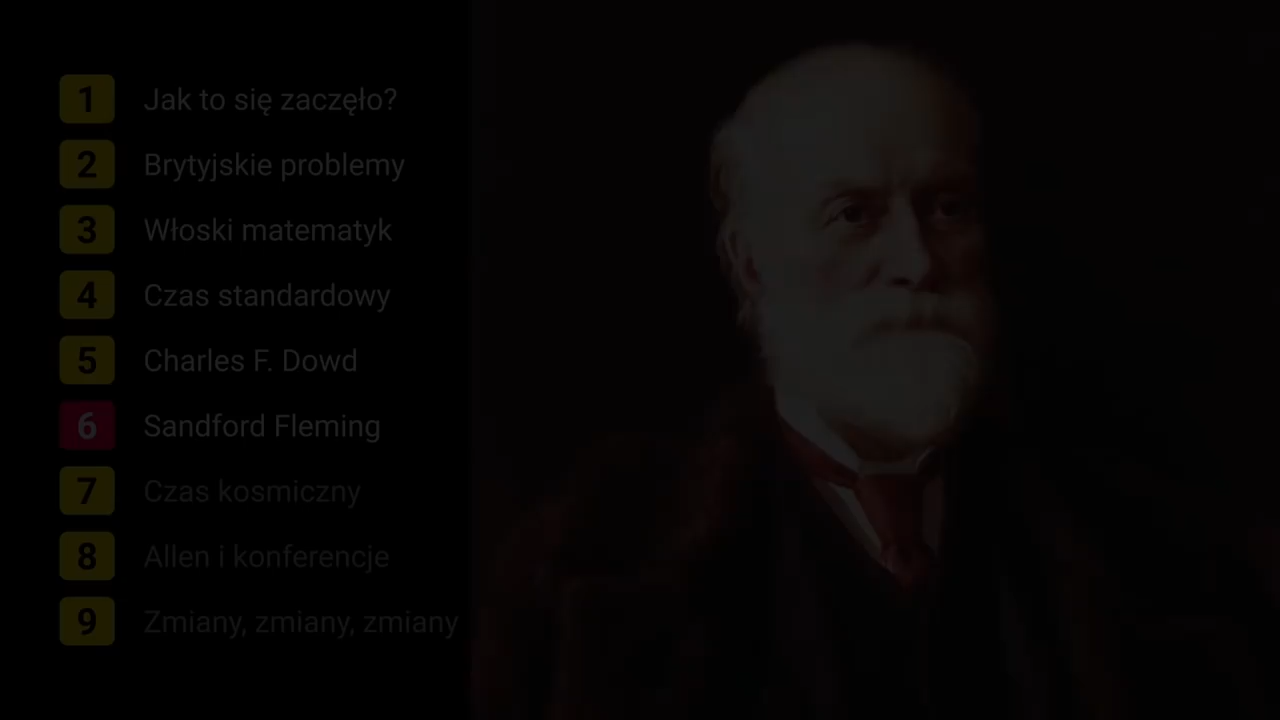 1 Jak to się zaczęło?
2 Brytyjskie problemy
3 Włoski matematyk
4 Czas standardowy
5 Charles F. Dowd
6 Sandford Fleming
7 Czas kosmiczny
8 Allen i konferencje
9 Zmiany, zmiany, zmiany